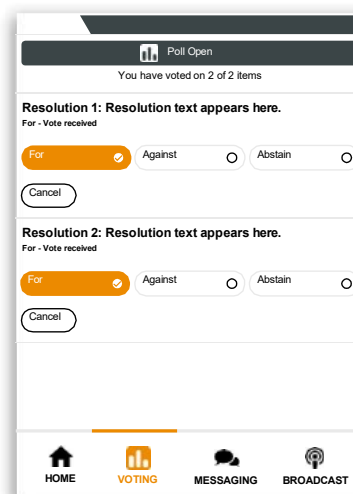 Poll Open
You have voted on 2 of 2 items
Resolution 1: Resolution text appears here.
For - Vote received
For Against Abstain
Cancel
Resolution 2: Resolution text appears here.
For - Vote received
For Against Abstain
Cancel
HOME VOTING MESSAGING BROADCAST